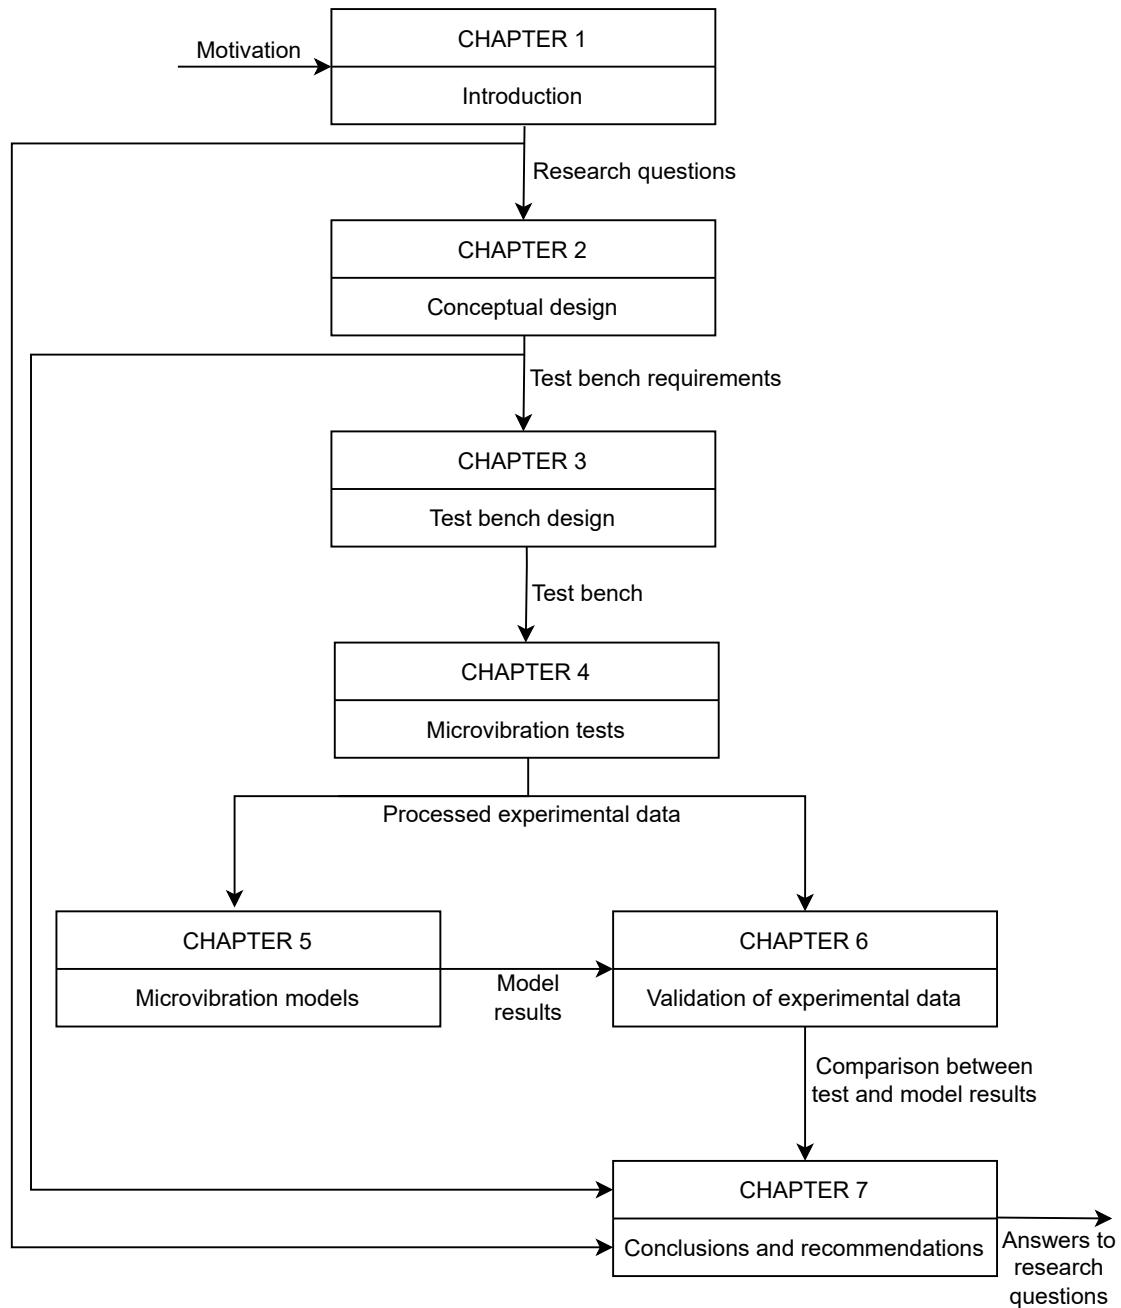 Motivation
CHAPTER 1
Introduction
Research questions
CHAPTER 2
Conceptual design
Test bench requirements
CHAPTER 3
Test bench design
Test bench
CHAPTER 4
Microvibration tests
Processed experimental data
CHAPTER 5
Microvibration models
Model
results
CHAPTER 6
Validation of experimental data
Comparison between
test and model results
CHAPTER 7
Conclusions and recommendations
Answers to
research
questions